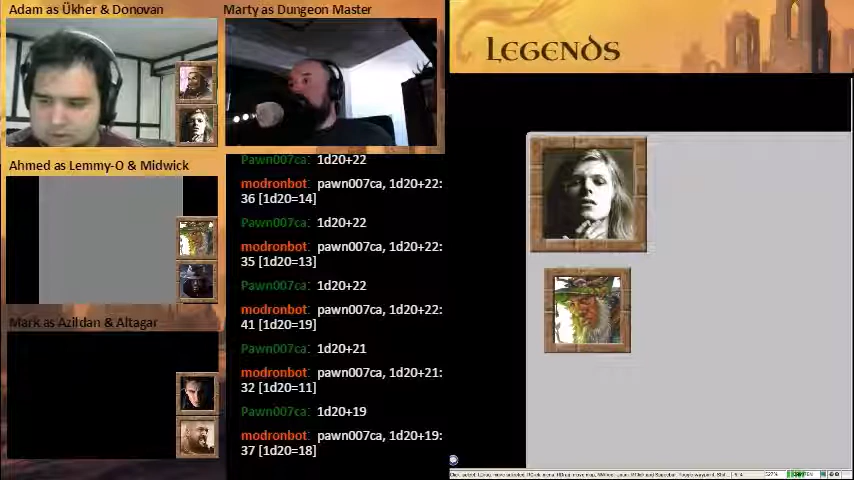 Adam as Ükher & Donovan
Marty as Dungeon Master
LEGENDS
Ahmed as Lemmy-O & Midwick
Mark as Azildan & Altagar
Pawn007ca: 1d20+22
modronbot: pawn007ca, 1d20+22:
36 [1d20=14]
Pawn007ca: 1d20+22
modronbot: pawn007ca, 1d20+22:
35 [1d20=13]
Pawn007ca: 1d20+22
modronbot: pawn007ca, 1d20+22:
41 [1d20=19]
Pawn007ca: 1d20+21
modronbot: pawn007ca, 1d20+21:
32 [1d20=11]
Pawn007ca: 1d20+19
modronbot: pawn007ca, 1d20+19:
37 [1d20=18]